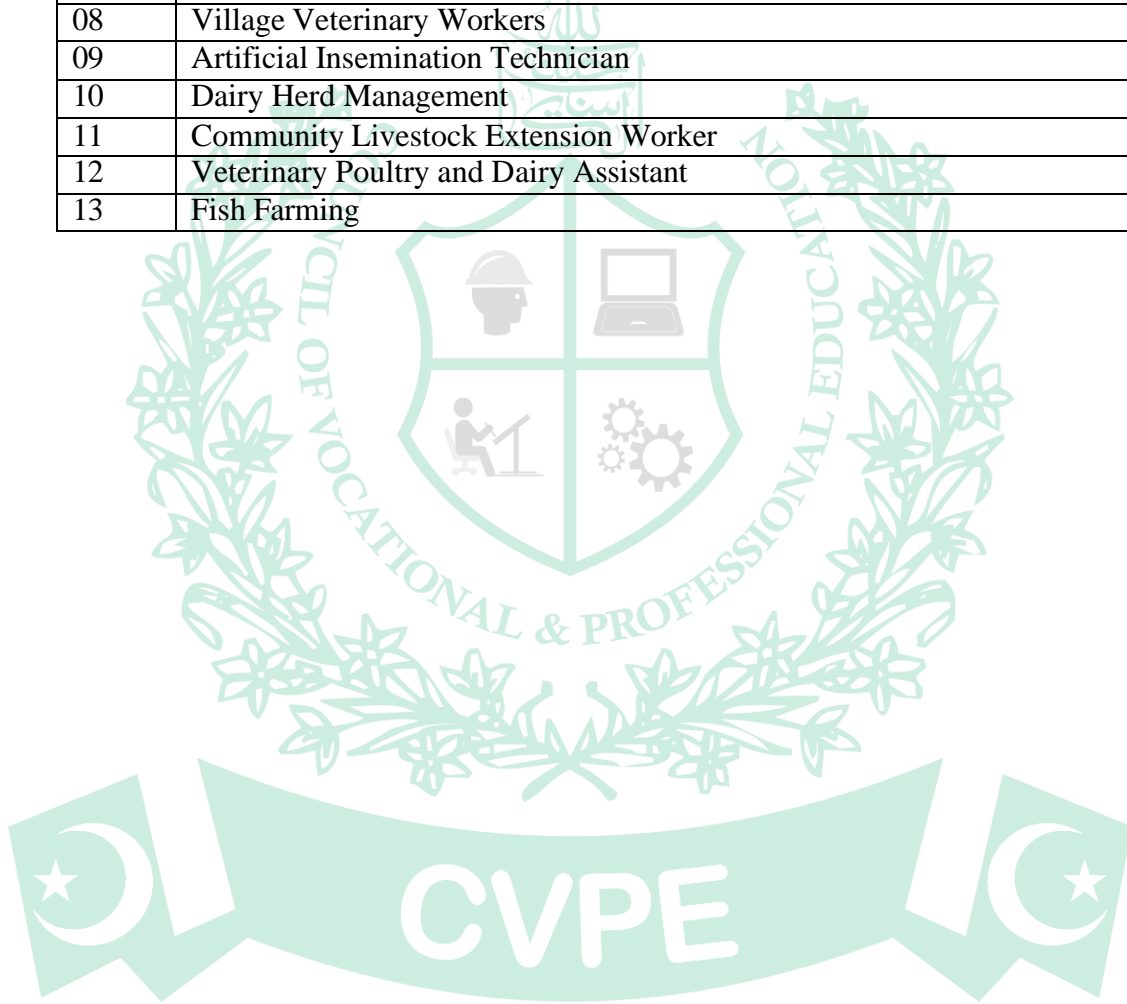 08 Village Veterinary Workers
09 Artificial Insemination Technician
10 Dairy Herd Management
11 Community Livestock Extension Worker
12 Veterinary Poultry and Dairy Assistant
13 Fish Farming
COUNCIL OF VOCATIONAL & PROFESSIONAL EDUCATION
CVPE